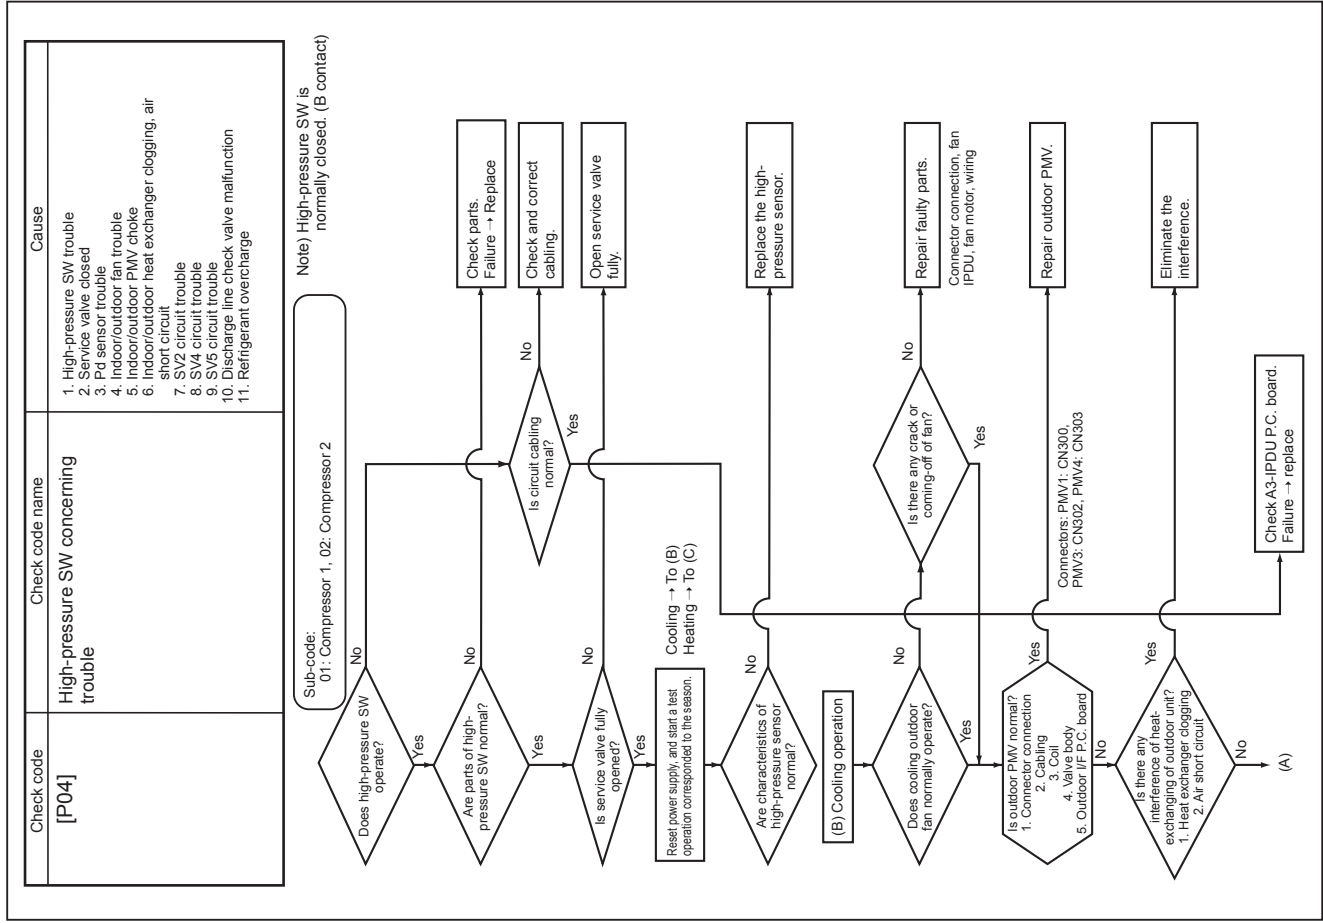 Check code
Check code name
Cause
[P04]
High-pressure SW concerning
trouble
1. High-pressure SW trouble
2. Service valve closed
3. Pd sensor trouble
4. Indoor/outdoor fan trouble
5. Indoor/outdoor PMV choke
6. Indoor/outdoor heat exchanger clogging, air
short circuit
7. SV2 circuit trouble
8. SV4 circuit trouble
9. SV5 circuit trouble
10. Discharge line check valve malfunction
11. Refrigerant overcharge
Sub-code:
01: Compressor 1, 02: Compressor 2
Note) High-pressure SW is
normally closed. (B contact)
Does high-pressure SW
operate?
No
Yes
Is circuit cabling
normal?
No
Yes
Check and correct
cabling.
Are parts of high-
pressure SW normal?
No
Yes
Check parts.
Failure → Replace
Is service valve fully
opened?
No
Yes
Open service valve
fully.
Reset power supply, and start a test
operation corresponded to the season.
Cooling → To (B)
Heating → To (C)
Are characteristics of
high-pressure sensor
normal?
No
Replace the high-
pressure sensor.
(B) Cooling operation
Does cooling outdoor
fan normally operate?
No
Yes
Is there any crack or
coming-off of fan?
No
Yes
Repair faulty parts.
Connector connection, fan
IPDU, fan motor, wiring
Is outdoor PMV normal?
1. Connector connection
2. Cabling
3. Coil
4. Valve body
5. Outdoor I/F P.C. board
Yes
No
Connectors: PMV1: CN300,
PMV3: CN302, PMV4: CN303
Repair outdoor PMV.
Is there any
interference of heat-
exchanging of outdoor unit?
1. Heat exchanger clogging
2. Air short circuit
Yes
No
Eliminate the
interference.
(A)
Check A3-IPDU P.C. board.
Failure → replace